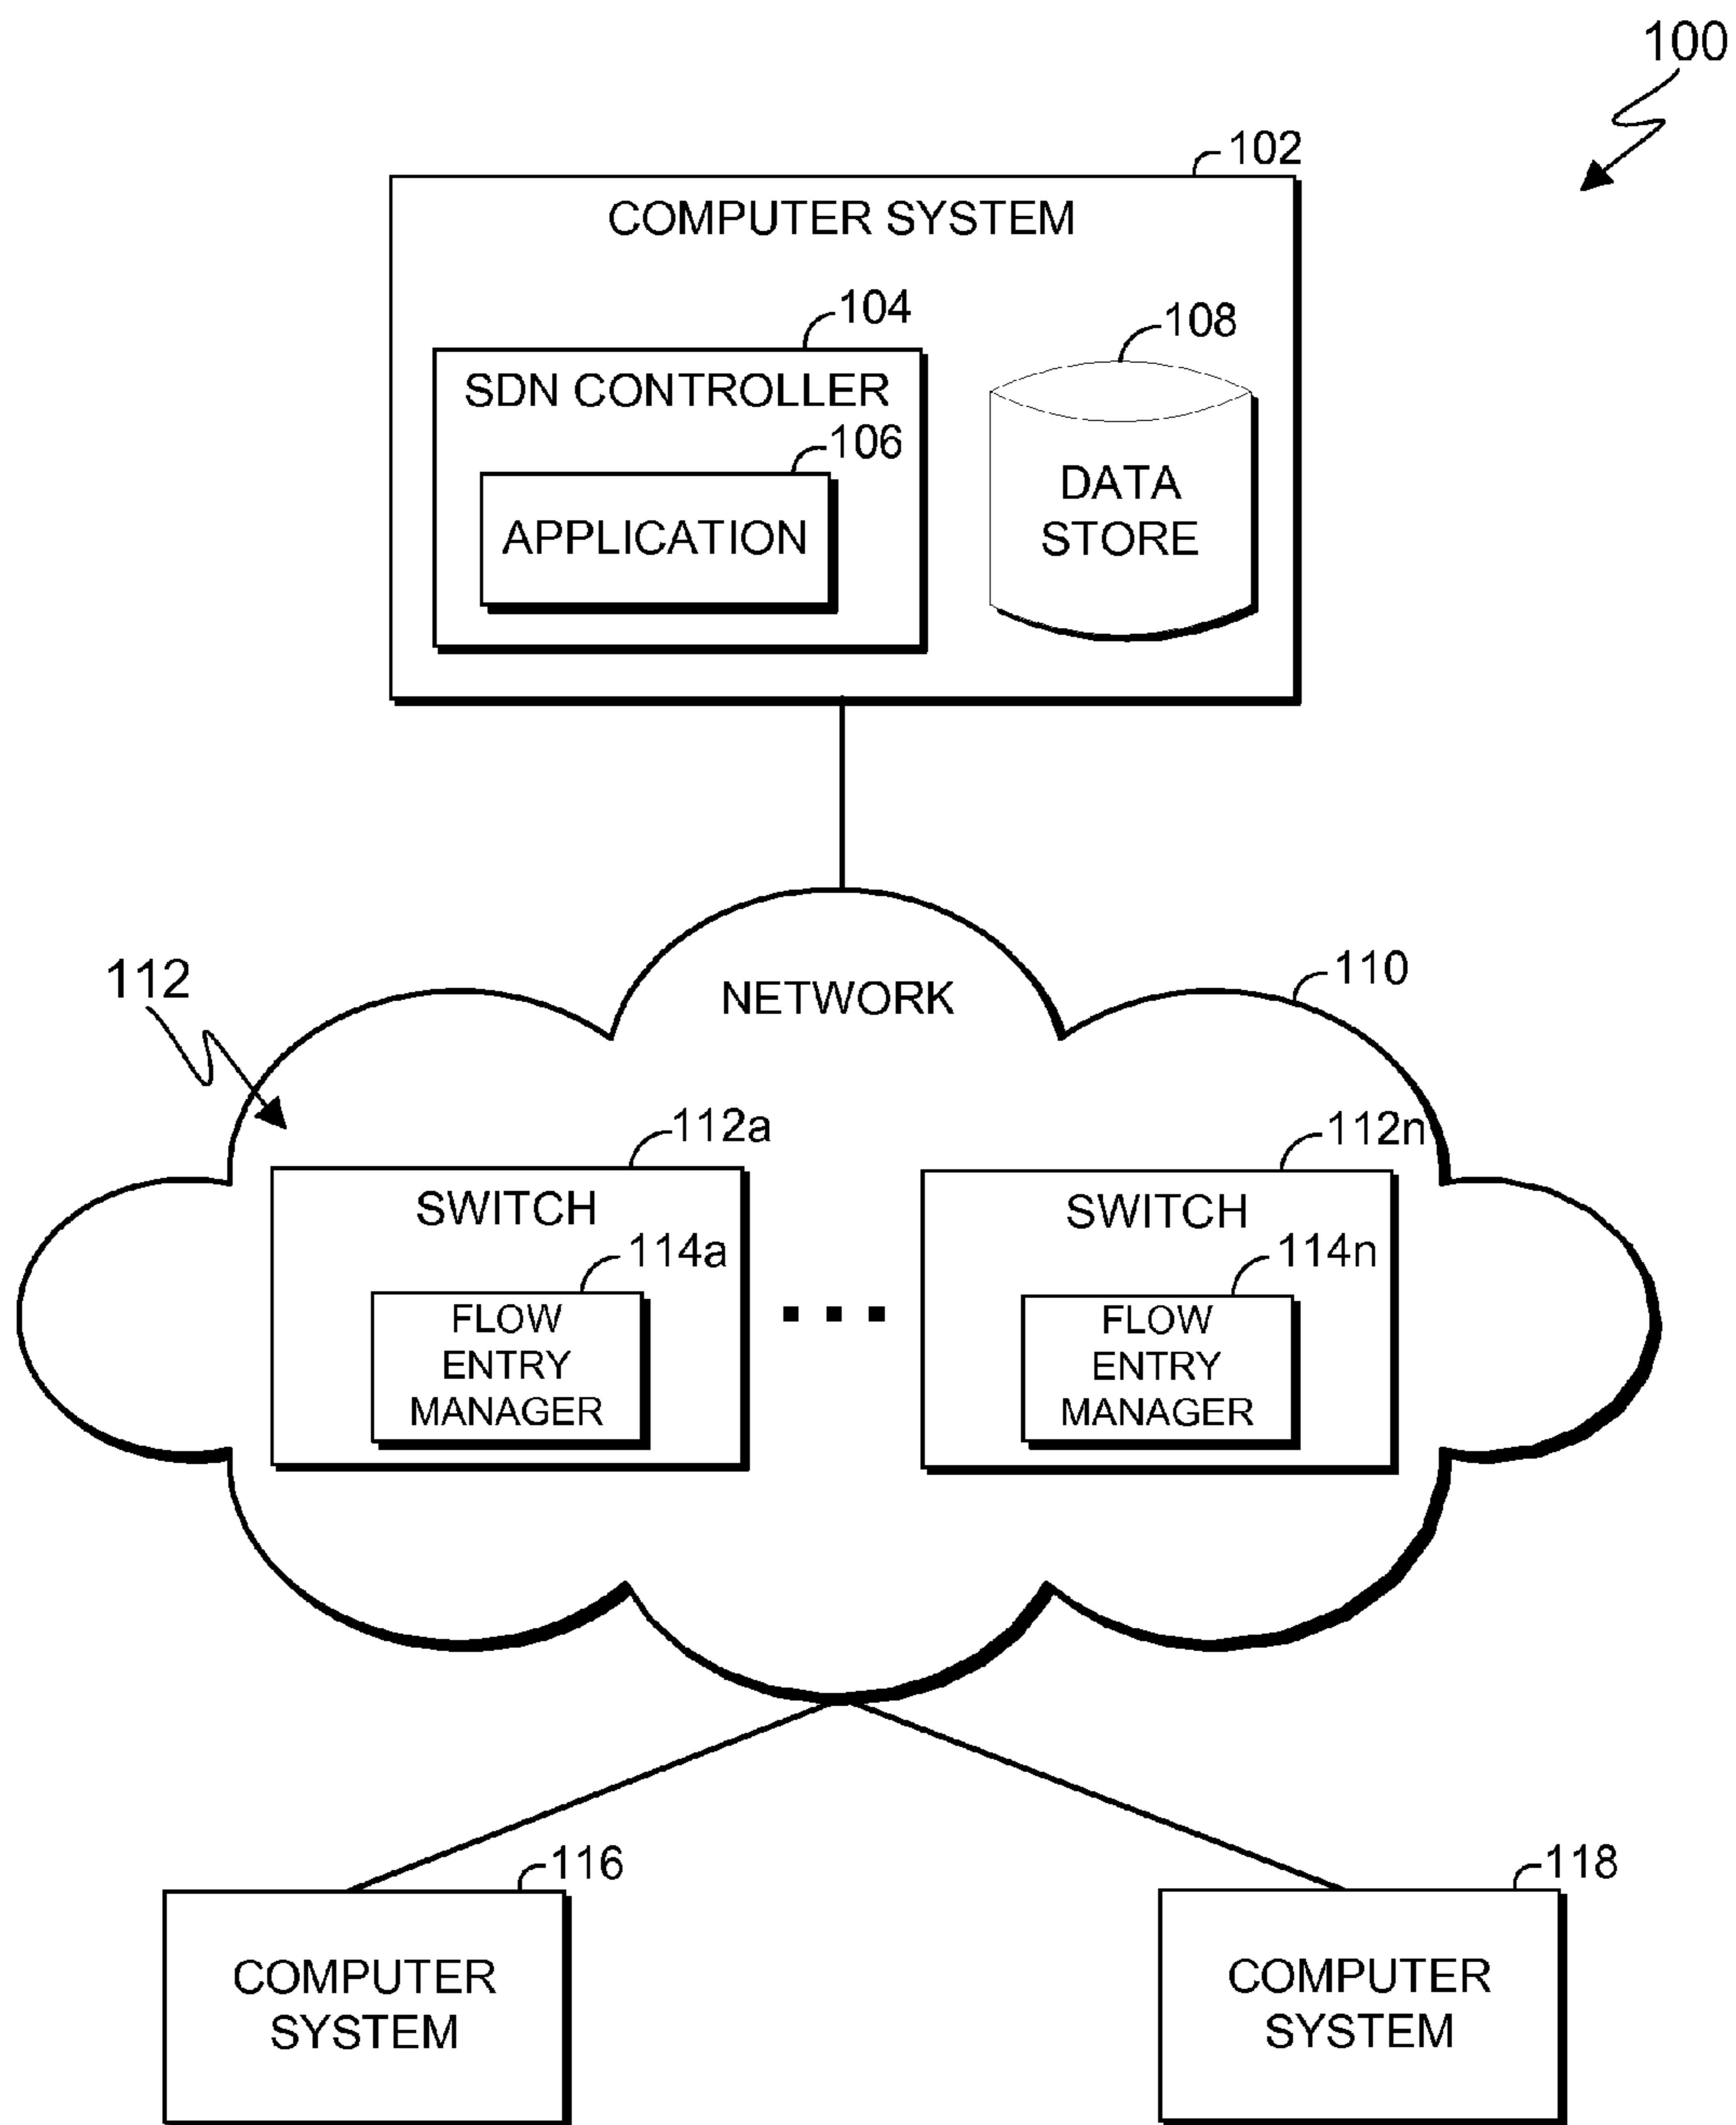 100
102
COMPUTER SYSTEM
104
108
SDN CONTROLLER
106
DATA
STORE
APPLICATION
112
NETWORK
110
112a
112n
SWITCH
SWITCH
114a
114n
FLOW
ENTRY
MANAGER
FLOW
ENTRY
MANAGER
116
118
COMPUTER
SYSTEM
COMPUTER
SYSTEM